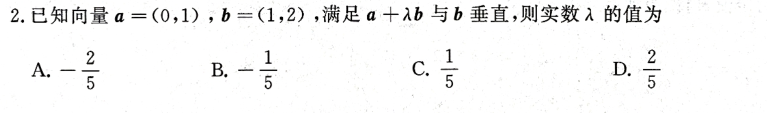 2.已知向量 a＝(0,1)，b＝(1,2)，满足 a＋λb 与 b 垂直，则实数 λ 的值为
A. －2/5  B. －1/5  C. 1/5  D. 2/5